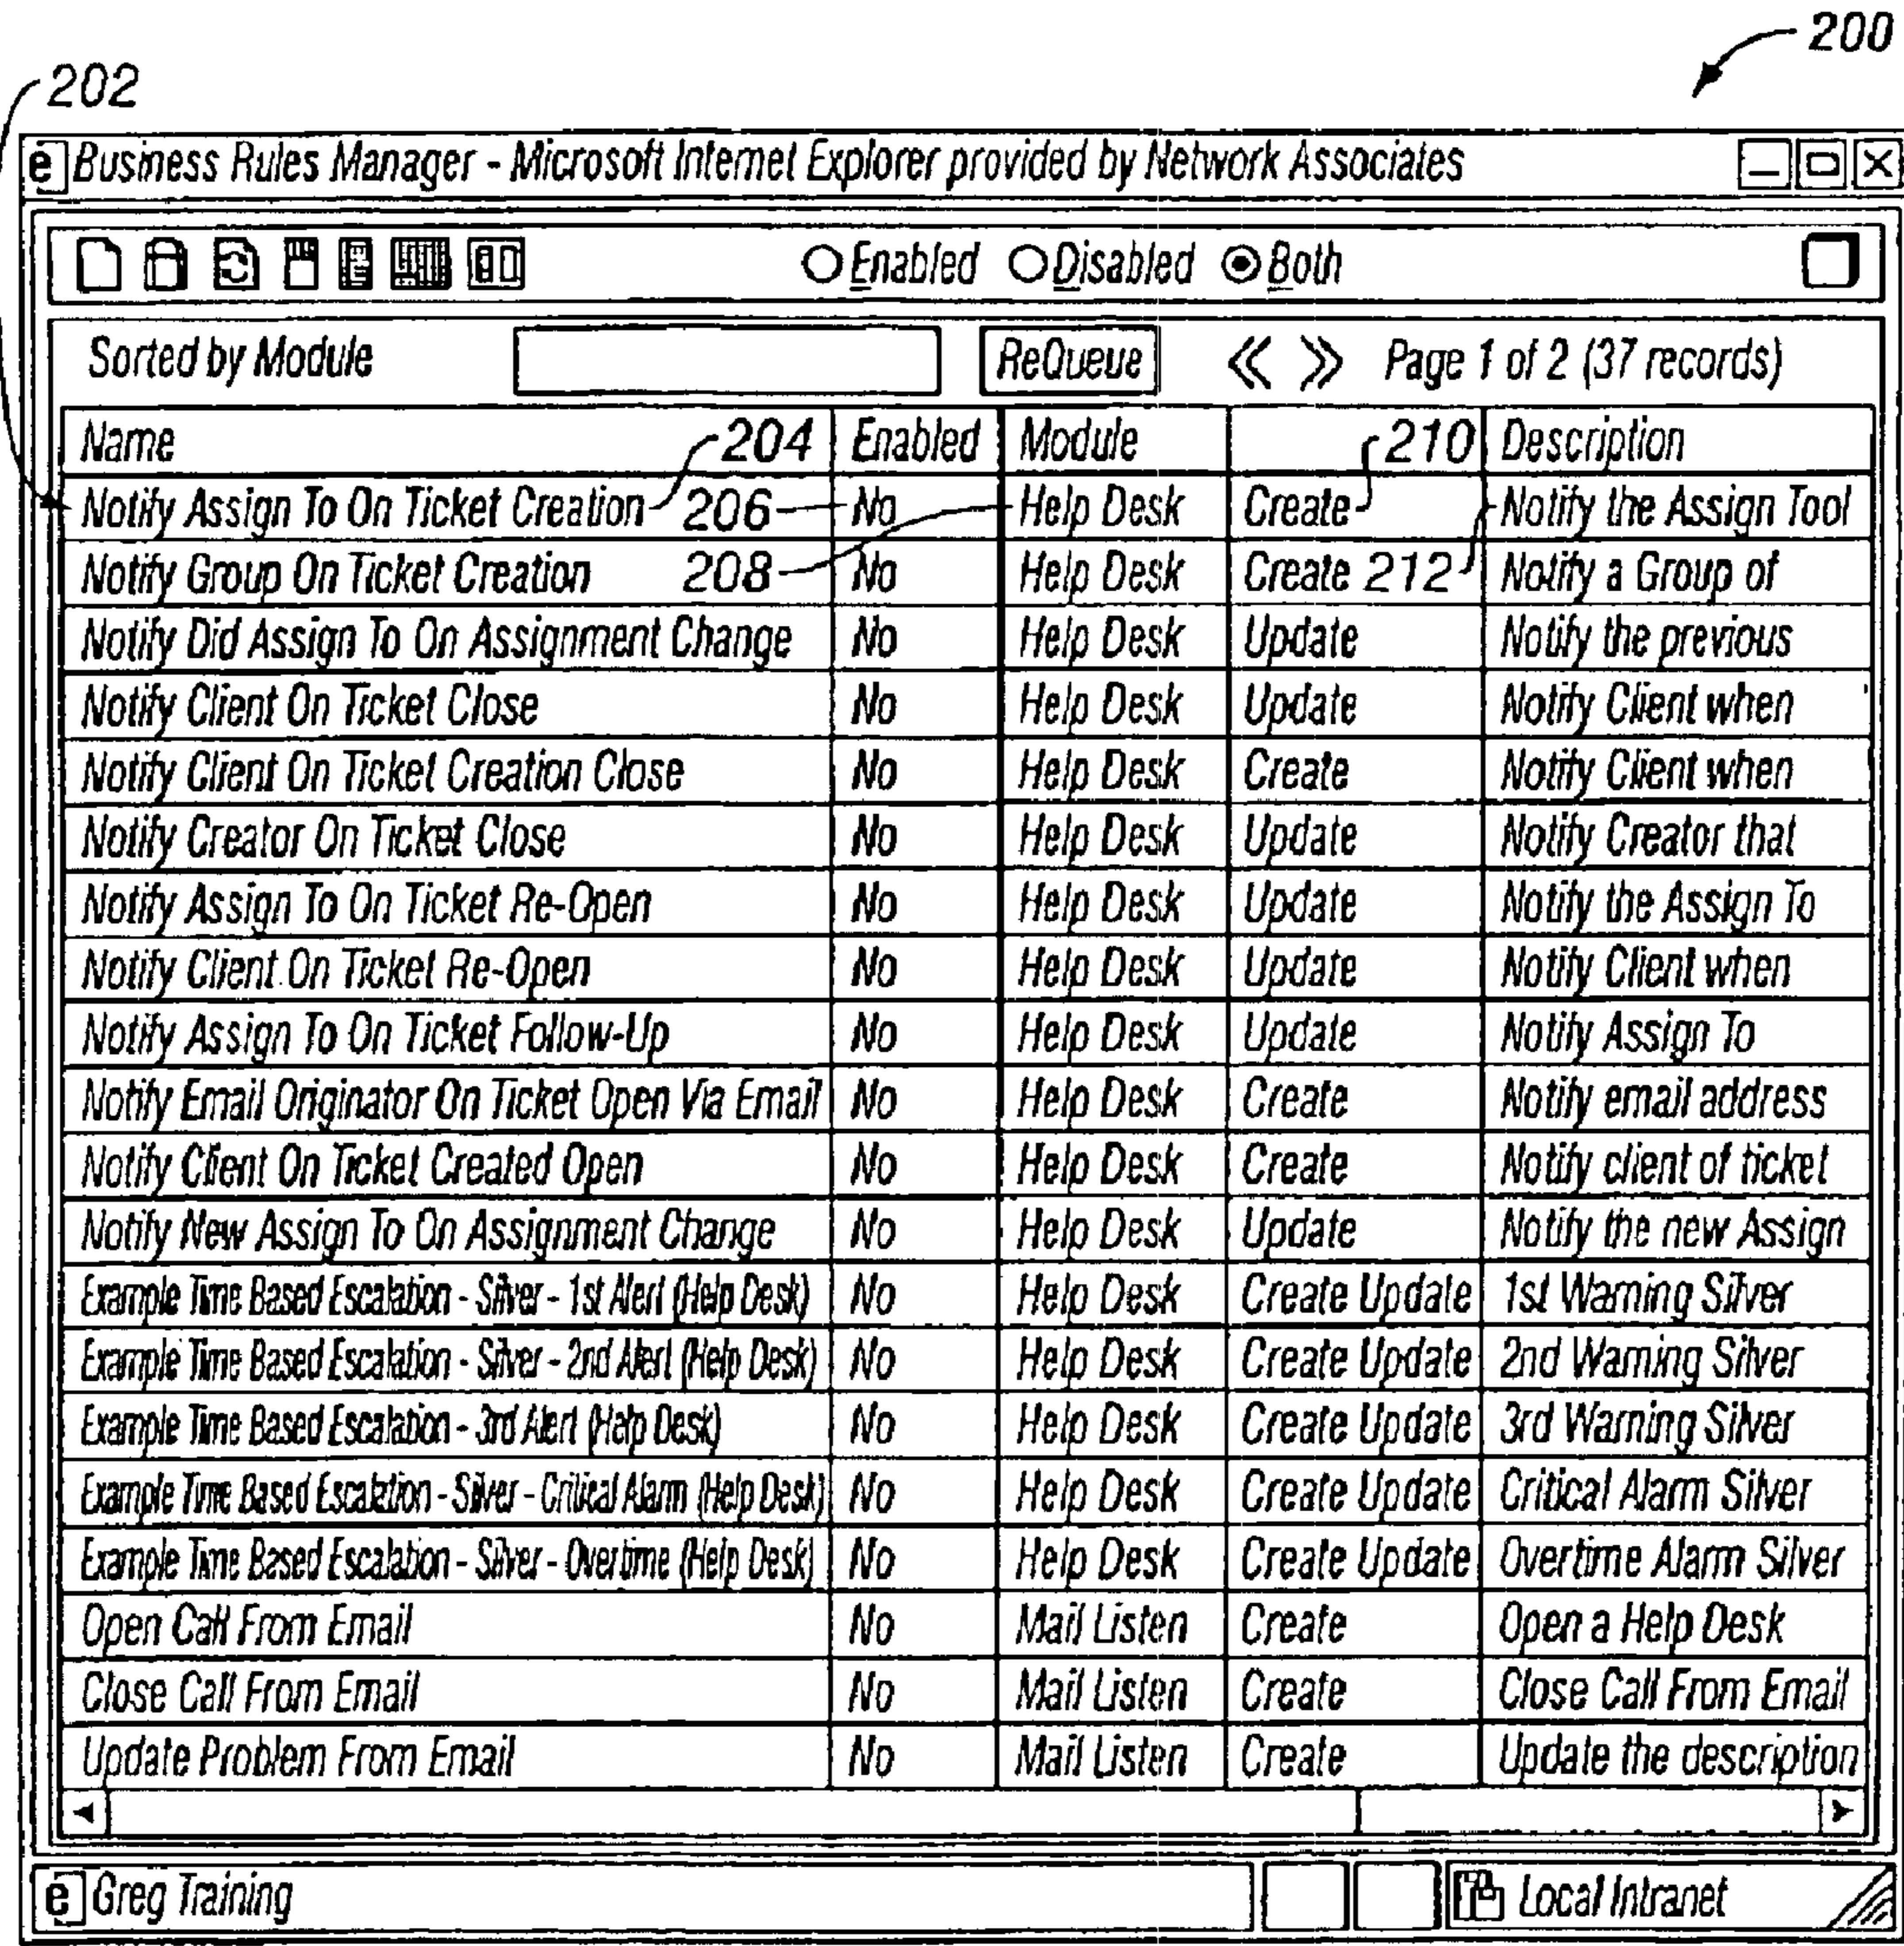 200
202
e Business Rules Manager - Microsoft Internet Explorer provided by Network Associates
Enabled Disabled Both
Sorted by Module ReQueue << >> Page 1 of 2 (37 records)
Name 204 Enabled Module 210 Description
Notify Assign To On Ticket Creation 206 No Help Desk Create Notify the Assign Tool
Notify Group On Ticket Creation 208 No Help Desk Create 212 Notify a Group of
Notify Did Assign To On Assignment Change No Help Desk Update Notify the previous
Notify Client On Ticket Close No Help Desk Update Notify Client when
Notify Client On Ticket Creation Close No Help Desk Create Notify Client when
Notify Creator On Ticket Close No Help Desk Update Notify Creator that
Notify Assign To On Ticket Re-Open No Help Desk Update Notify the Assign To
Notify Client On Ticket Re-Open No Help Desk Update Notify Client when
Notify Assign To On Ticket Follow-Up No Help Desk Update Notify Assign To
Notify Email Originator On Ticket Open Via Email No Help Desk Create Notify email address
Notify Client On Ticket Created Open No Help Desk Create Notify client of ticket
Notify New Assign To On Assignment Change No Help Desk Update Notify the new Assign
Example Time Based Escalation - Silver - 1st Alert (Help Desk) No Help Desk Create Update 1st Warning Silver
Example Time Based Escalation - Silver - 2nd Alert (Help Desk) No Help Desk Create Update 2nd Warning Silver
Example Time Based Escalation - 3rd Alert (Help Desk) No Help Desk Create Update 3rd Warning Silver
Example Time Based Escalation - Silver - Critical Alarm (Help Desk) No Help Desk Create Update Critical Alarm Silver
Example Time Based Escalation - Silver - Overtime (Help Desk) No Help Desk Create Update Overtime Alarm Silver
Open Call From Email No Mail Listen Create Open a Help Desk
Close Call From Email No Mail Listen Create Close Call From Email
Update Problem From Email No Mail Listen Create Update the description
e Greg Training Local Intranet